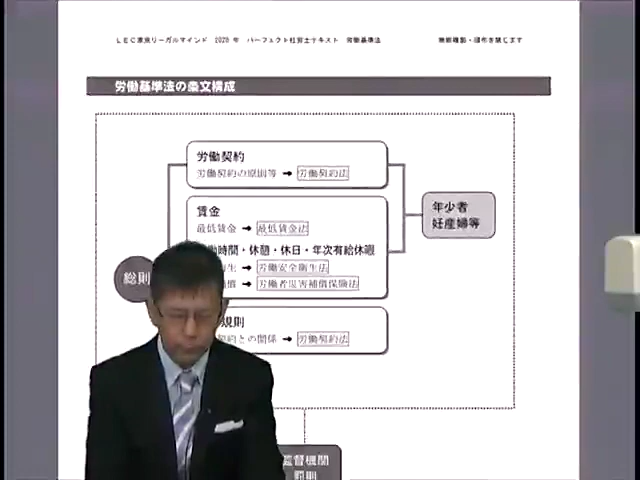 LEC東京リーガルマインド 2020年 パーフェクト社労士テキスト 労働基準法
無断複製・頒布を禁じます
労働基準法の条文構成
労働契約
労働契約の原則等 → 労働契約法
賃金
最低賃金 → 最低賃金法
働時間・休憩・休日・年次有給休暇
衛生 → 労働安全衛生法
補償 → 労働者災害補償保険法
規則
契約との関係 → 労働契約法
総則
年少者
妊産婦等
監督機関
罰則